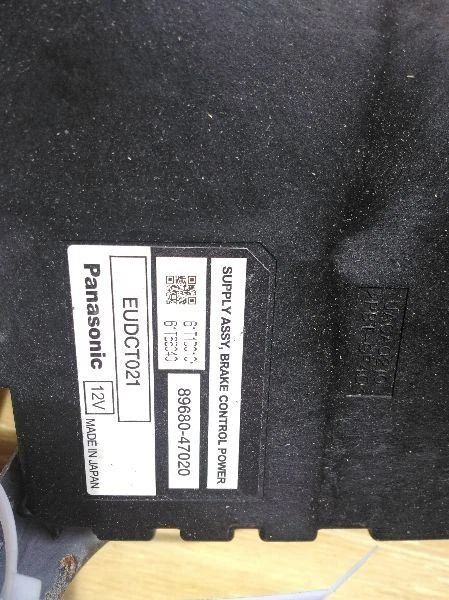 SUPPLY ASSY, BRAKE CONTROL POWER
89680-47020
EUDCT021
Panasonic
12V
MADE IN JAPAN